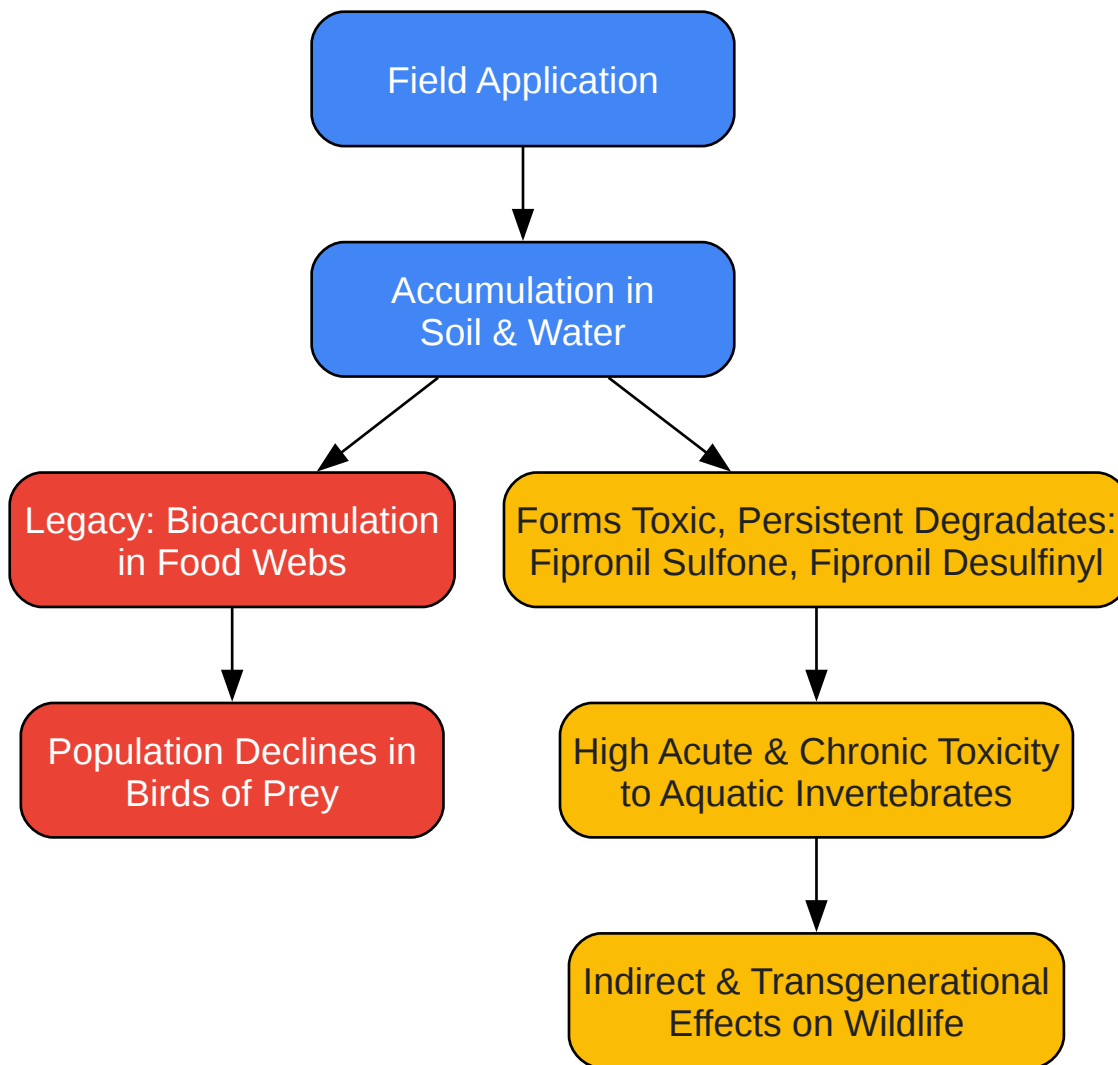 Field Application
Accumulation in
Soil & Water
Legacy: Bioaccumulation
in Food Webs
Forms Toxic, Persistent Degradates:
Fipronil Sulfone, Fipronil Desulfinyl
Population Declines in
Birds of Prey
High Acute & Chronic Toxicity
to Aquatic Invertebrates
Indirect & Transgenerational
Effects on Wildlife